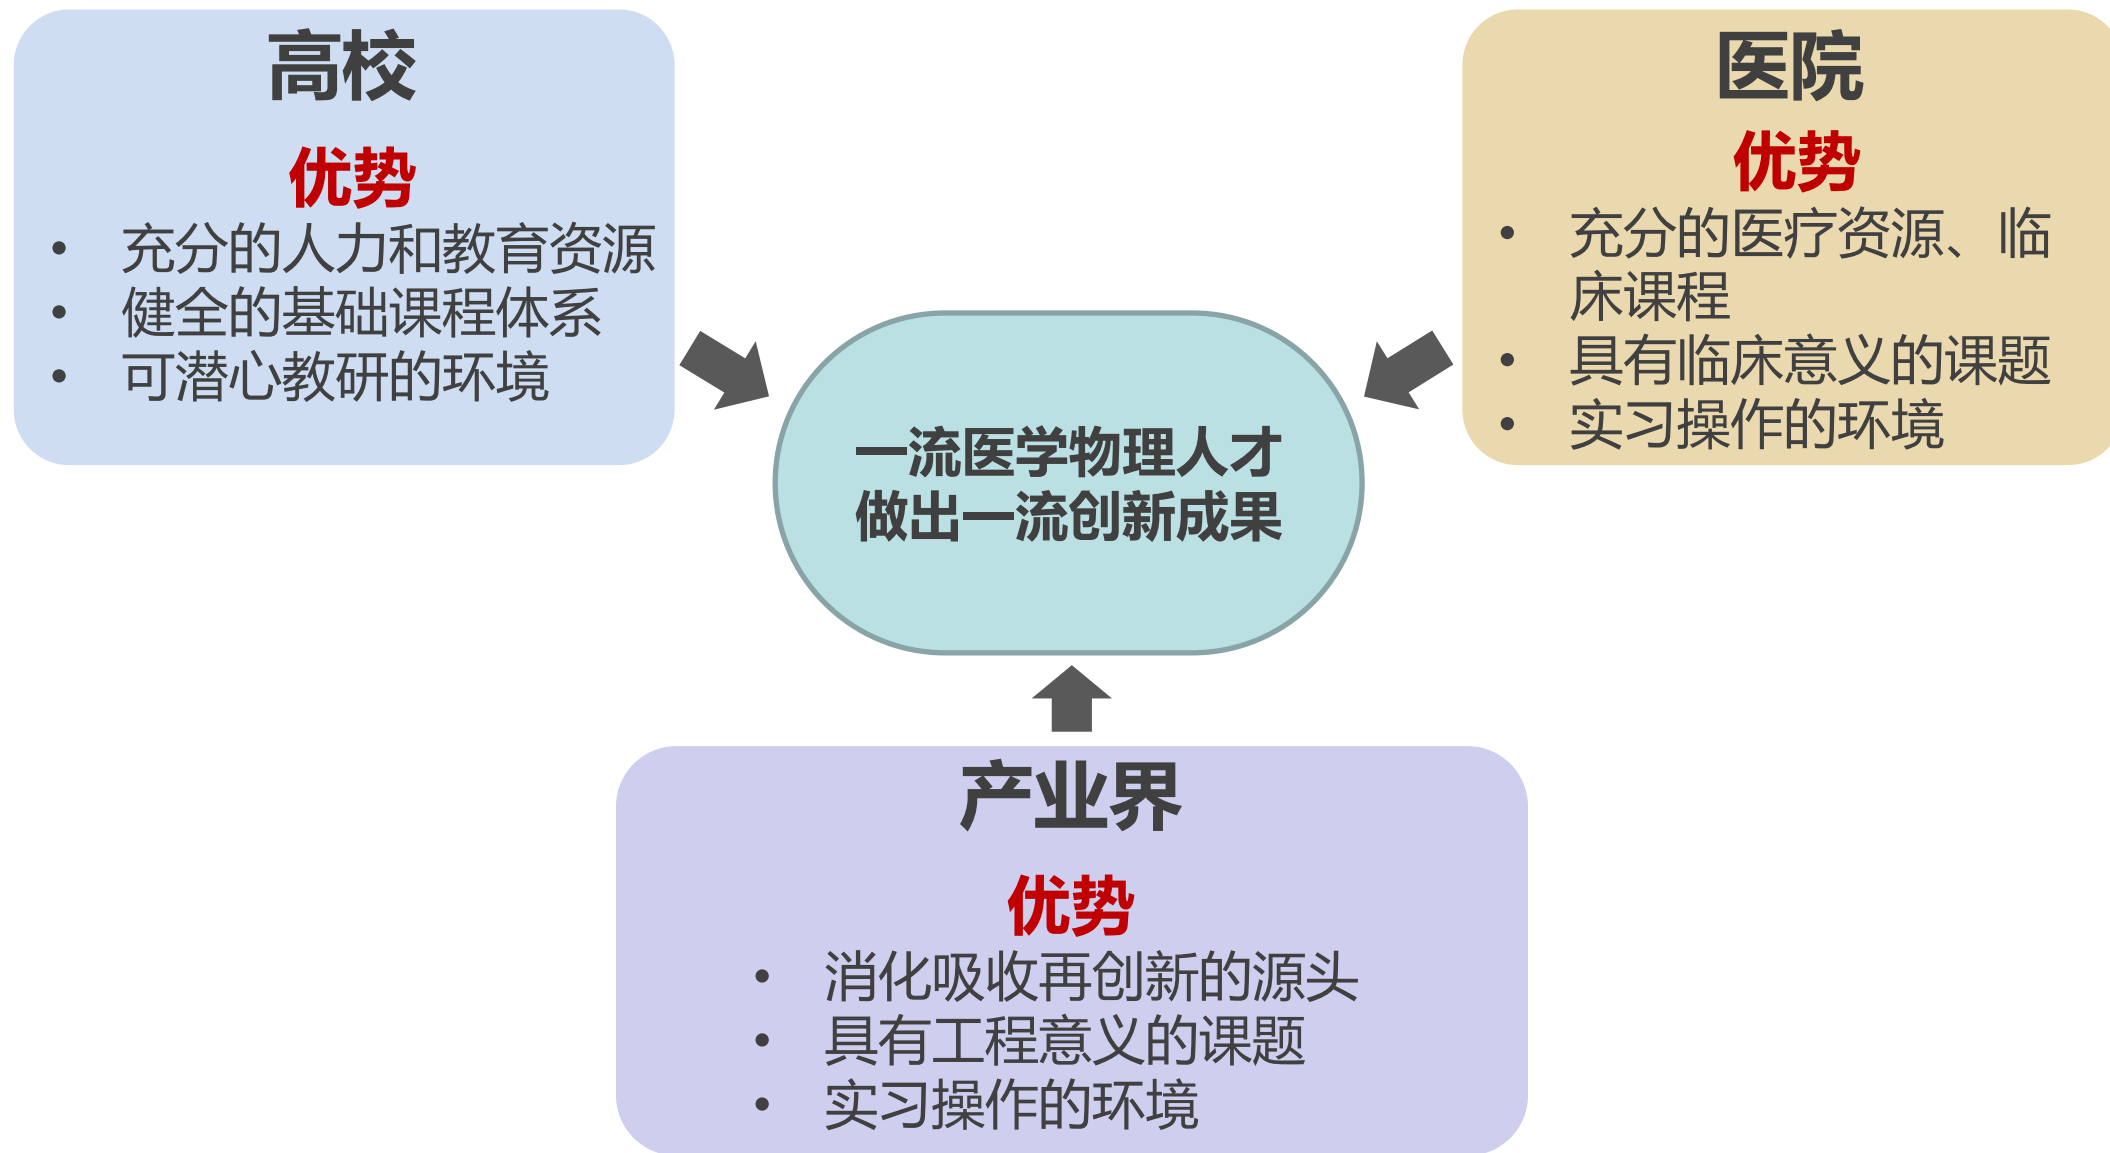 高校
优势
• 充分的人力和教育资源
• 健全的基础课程体系
• 可潜心教研的环境
医院
优势
• 充分的医疗资源、临
床课程
• 具有临床意义的课题
• 实习操作的环境
一流医学物理人才
做出一流创新成果
产业界
优势
• 消化吸收再创新的源头
• 具有工程意义的课题
• 实习操作的环境